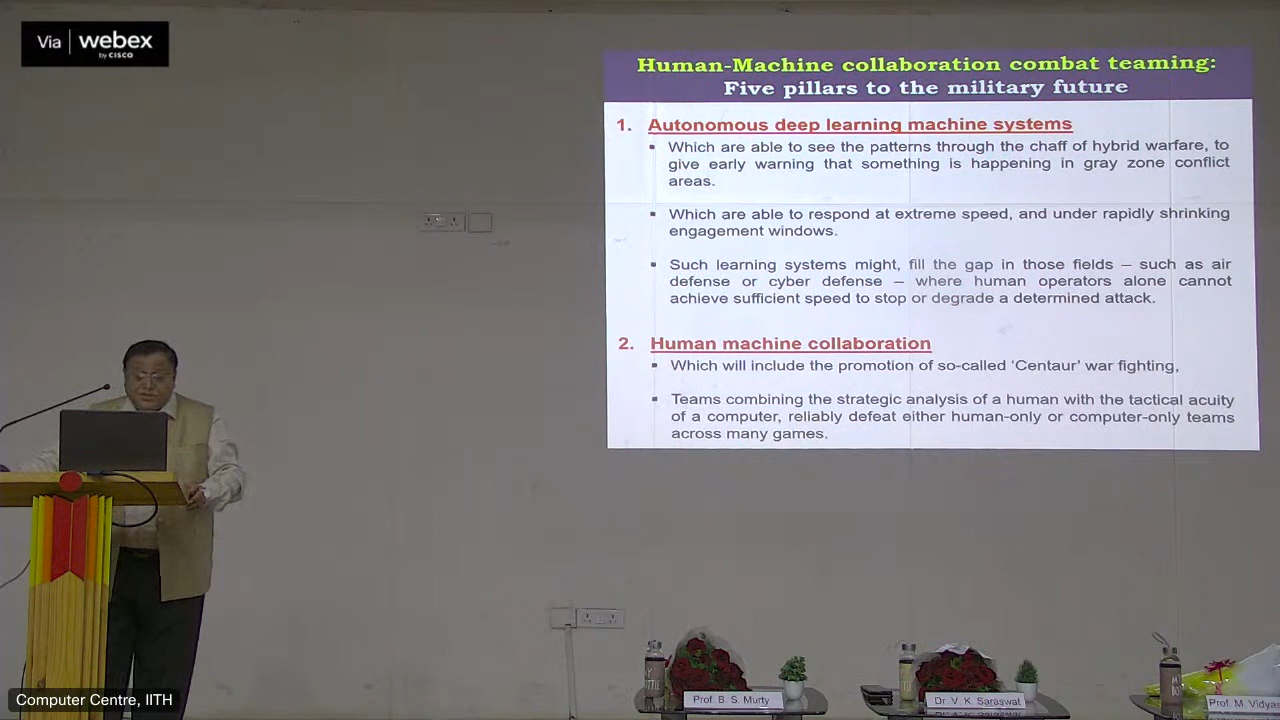 Via webex
by CISCO
Human-Machine collaboration combat teaming:
Five pillars to the military future
1. Autonomous deep learning machine systems
▪ Which are able to see the patterns through the chaff of hybrid warfare, to
give early warning that something is happening in gray zone conflict
areas.
▪ Which are able to respond at extreme speed, and under rapidly shrinking
engagement windows.
▪ Such learning systems might, fill the gap in those fields – such as air
defense or cyber defense – where human operators alone cannot
achieve sufficient speed to stop or degrade a determined attack.
2. Human machine collaboration
▪ Which will include the promotion of so-called ‘Centaur’ war fighting,
▪ Teams combining the strategic analysis of a human with the tactical acuity
of a computer, reliably defeat either human-only or computer-only teams
across many games.
Prof. B. S. Murty
Dr. V. K. Saraswat
Prof. M. Vidyas
Computer Centre, IITH